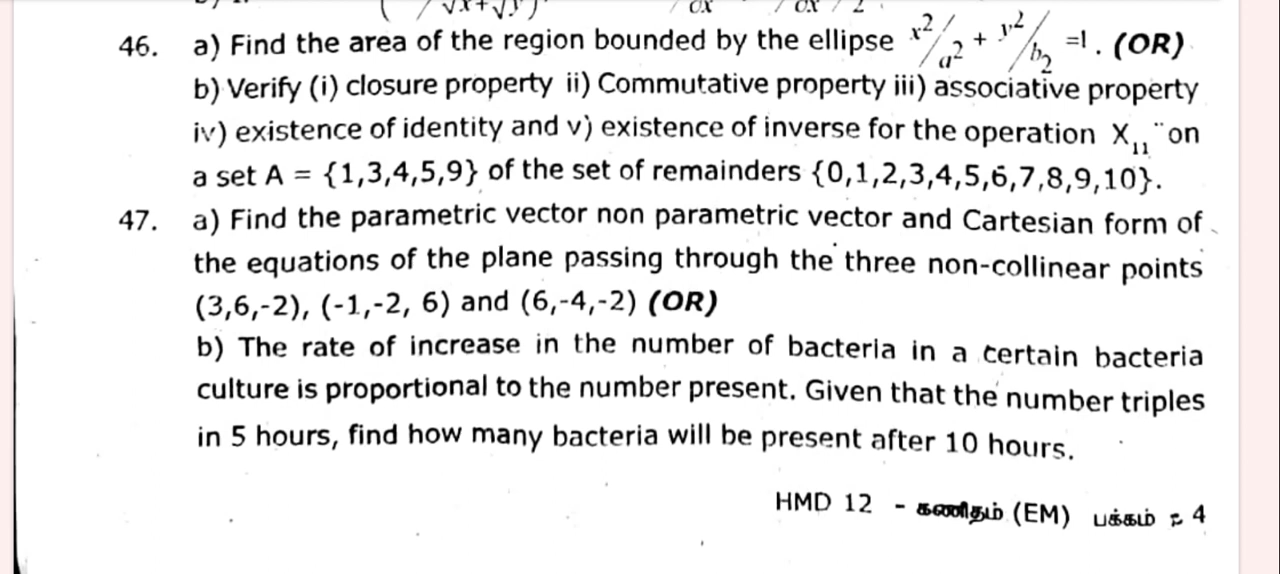 46. a) Find the area of the region bounded by the ellipse x²/a² + y²/b₂ =1. (OR)
b) Verify (i) closure property ii) Commutative property iii) associative property
iv) existence of identity and v) existence of inverse for the operation X₁₁ on
a set A = {1,3,4,5,9} of the set of remainders {0,1,2,3,4,5,6,7,8,9,10}.
47. a) Find the parametric vector non parametric vector and Cartesian form of
the equations of the plane passing through the three non-collinear points
(3,6,-2), (-1,-2, 6) and (6,-4,-2) (OR)
b) The rate of increase in the number of bacteria in a certain bacteria
culture is proportional to the number present. Given that the number triples
in 5 hours, find how many bacteria will be present after 10 hours.
HMD 12 - கணிதம் (EM) பக்கம் 4